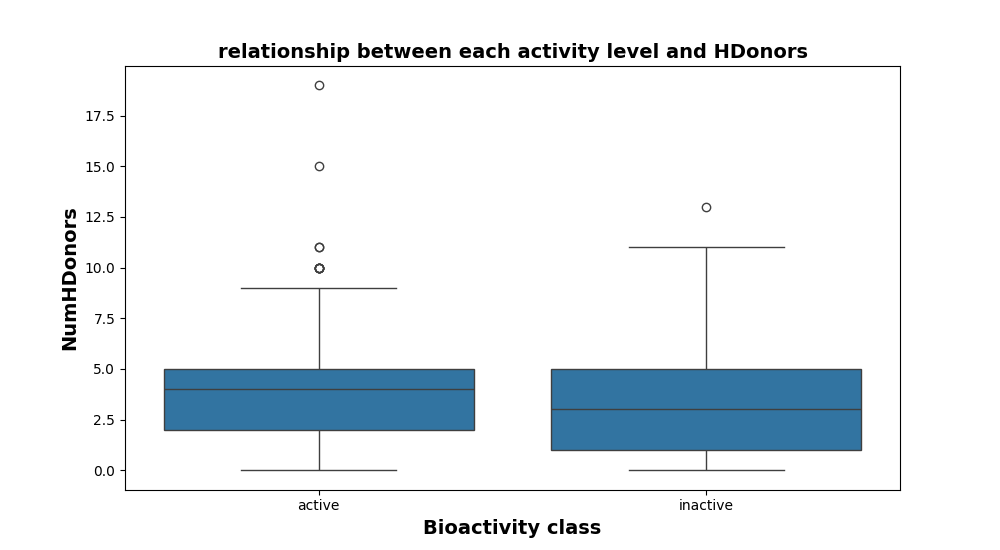 relationship between each activity level and HDonors
NumHDonors
17.5
15.0
12.5
10.0
7.5
5.0
2.5
0.0
active
inactive
Bioactivity class